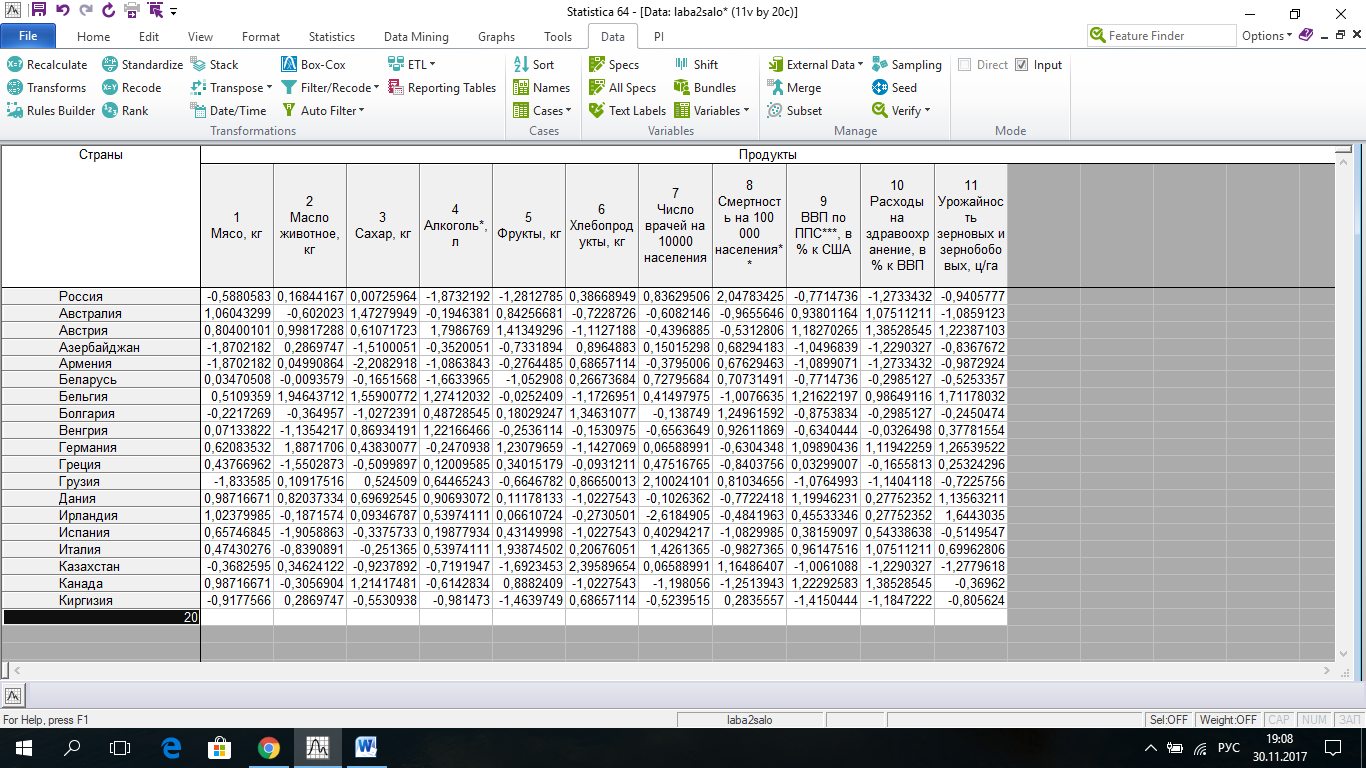 Statistica 64 - [Data: laba2salo* (11v by 20c)]
File Home Edit View Format Statistics Data Mining Graphs Tools Data PI Feature Finder Options
Recalculate Standardize Stack Box-Cox ETL Sort Specs Shift External Data Sampling Direct Input
Transforms Recode Transpose Filter/Recode Reporting Tables Names All Specs Bundles Merge Seed
Rules Builder Rank Date/Time Auto Filter Cases Text Labels Variables Subset Verify
Transformations Cases Variables Manage Mode
Страны Продукты
1 Мясо, кг
2 Масло животное, кг
3 Сахар, кг
4 Алкоголь*, л
5 Фрукты, кг
6 Хлебопродукты, кг
7 Число врачей на 10000 населения
8 Смертность на 100 000 населения**
9 ВВП по ППС***, в % к США
10 Расходы на здравоохранение, в % к ВВП
11 Урожайность зерновых и зернобобовых, ц/га
Россия -0,5880583 0,16844167 0,00725964 -1,8732192 -1,2812785 0,38668949 0,83629506 2,04783425 -0,7714736 -1,2733432 -0,9405777
Австралия 1,06043299 -0,602023 1,47279949 -0,1946381 0,84256681 -0,7228726 -0,6082146 -0,9655646 0,93801164 1,07511211 -1,0859123
Австрия 0,80400101 0,99817288 0,61071723 1,7986769 1,41349296 -1,1127188 -0,4396885 -0,5312806 1,18270265 1,38528545 1,22387103
Азербайджан -1,8702182 0,2869747 -1,5100051 -0,3520051 -0,7331894 0,8964883 0,15015298 0,68294183 -1,0496839 -1,2290327 -0,8367672
Армения -1,8702182 0,04990864 -2,2082918 -1,0863843 -0,2764485 0,68657114 -0,3795006 0,67629463 -1,0899071 -1,2733432 -0,9872924
Беларусь 0,03470508 -0,0093579 -0,1651568 -1,6633965 -1,052908 0,26673684 0,72795684 0,70731491 -0,7714736 -0,2985127 -0,5253357
Бельгия 0,5109359 1,94643712 1,55900772 1,27412032 -0,0252409 -1,1726951 0,41497975 -1,0076635 1,21622197 0,98649116 1,71178032
Болгария -0,2217269 -0,364957 -1,0272391 0,48728545 0,18029247 1,34631077 -0,138749 1,24961592 -0,8753834 -0,2985127 -0,2450474
Венгрия 0,07133822 -1,1354217 0,86934191 1,22166466 -0,2536114 -0,1530975 -0,6563649 0,92611869 -0,6340444 -0,0326498 0,37781554
Германия 0,62083532 1,8871706 0,43830077 -0,2470938 1,23079659 -1,1427069 0,06588991 -0,6304348 1,09890436 1,11942259 1,26539522
Греция 0,43766962 -1,5502873 -0,5099897 0,12009585 0,34015179 -0,0931211 0,47516765 -0,8403756 0,03299007 -0,1655813 0,25324296
Грузия -1,833585 0,10917516 0,524509 0,64465243 -0,6646782 0,86650013 2,10024101 0,81034656 -1,0764993 -1,1404118 -0,7225756
Дания 0,98716671 0,82037334 0,69692545 0,90693072 0,11178133 -1,0227543 -0,1026362 -0,7722418 1,19946231 0,27752352 1,13563211
Ирландия 1,02379985 -0,1871574 0,09346787 0,53974111 0,06610724 -0,2730501 -2,6184905 -0,4841963 0,45533346 0,27752352 1,6443035
Испания 0,65746845 -1,9058863 -0,3375733 0,19877934 0,43149998 -1,0227543 0,40294217 -1,0829985 0,38159097 0,54338638 -0,5149547
Италия 0,47430276 -0,8390891 -0,251365 0,53974111 1,93874502 0,20676051 1,4261365 -0,9827365 0,96147516 1,07511211 0,69962806
Казахстан -0,3682595 0,34624122 -0,9237892 -0,7191947 -1,6923453 2,39589654 0,06588991 1,16486407 -1,0061088 -1,2290327 -1,2779618
Канада 0,98716671 -0,3056904 1,21417481 -0,6142834 0,8882409 -1,0227543 -1,198056 -1,2513943 1,22292583 1,38528545 -0,36962
Киргизия -0,9177566 0,2869747 -0,5530938 -0,981473 -1,4639749 0,68657114 -0,5239515 0,2835557 -1,4150444 -1,1847222 -0,805624
20
For Help, press F1 laba2salo Sel:OFF Weight:OFF CAP NUM ЗАП
РУС 19:08
30.11.2017